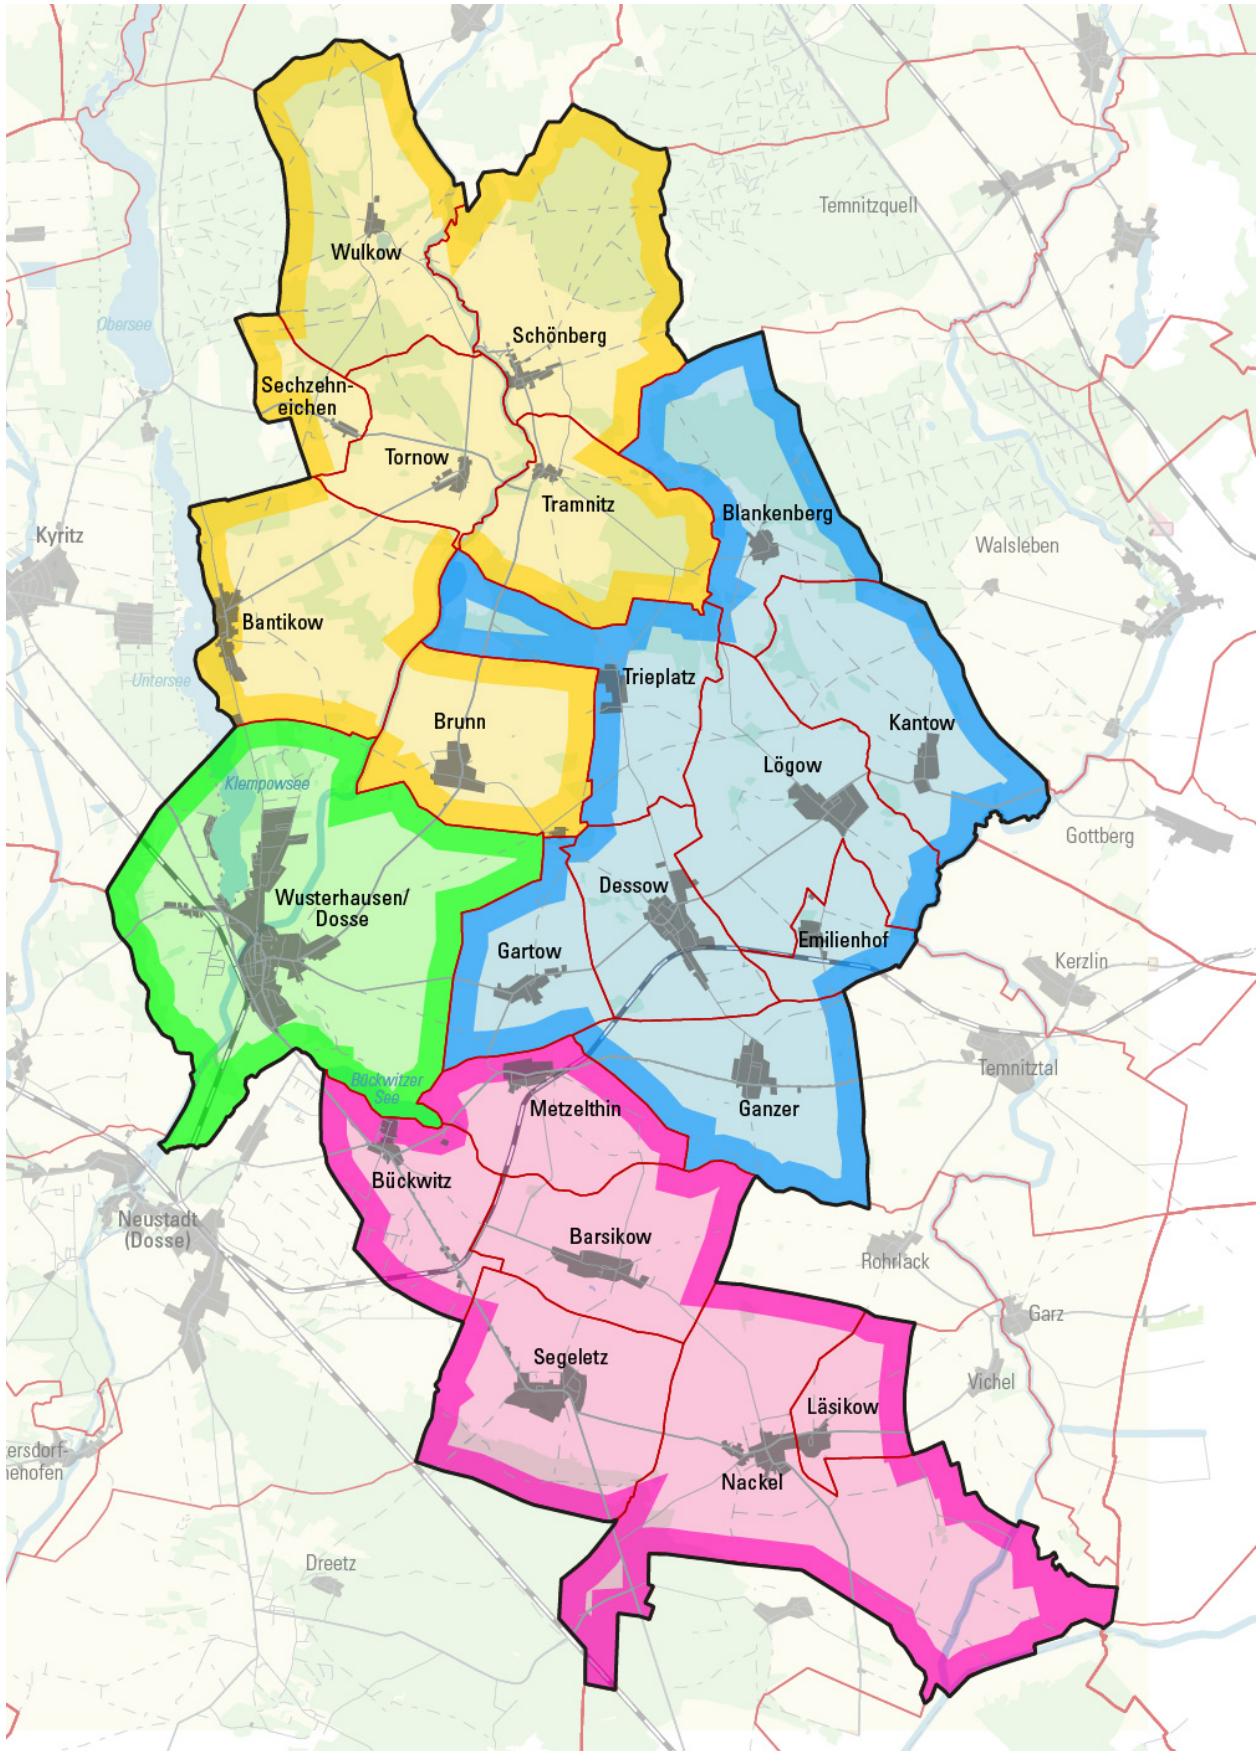 Temnitzquell
Wulkow
Obersee
Schönberg
Sechzehn-
eichen
Tornow
Tramnitz
Blankenberg
Kyritz
Walsleben
Bantikow
Untersee
Trieplatz
Brunn
Kantow
Lögow
Klempowsee
Gottberg
Dessow
Wusterhausen/
Dosse
Emilienhof
Gartow
Kerzlin
Temnitztal
Bückwitzer
See
Metzelthin
Ganzer
Bückwitz
Neustadt
(Dosse)
Barsikow
Rohrlack
Garz
Segeletz
Vichel
Läsikow
tersdorf-
henofen
Nackel
Dreetz